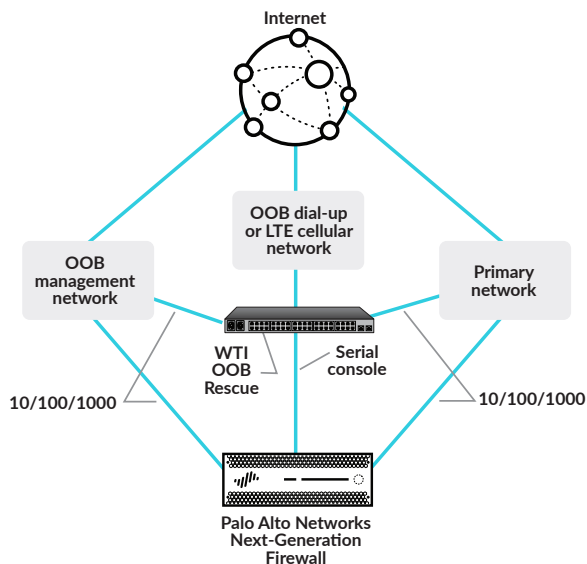 Internet
OOB dial-up
or LTE cellular
network
OOB
management
network
Primary
network
WTI
OOB
Rescue
Serial
console
10/100/1000
10/100/1000
Palo Alto Networks
Next-Generation
Firewall